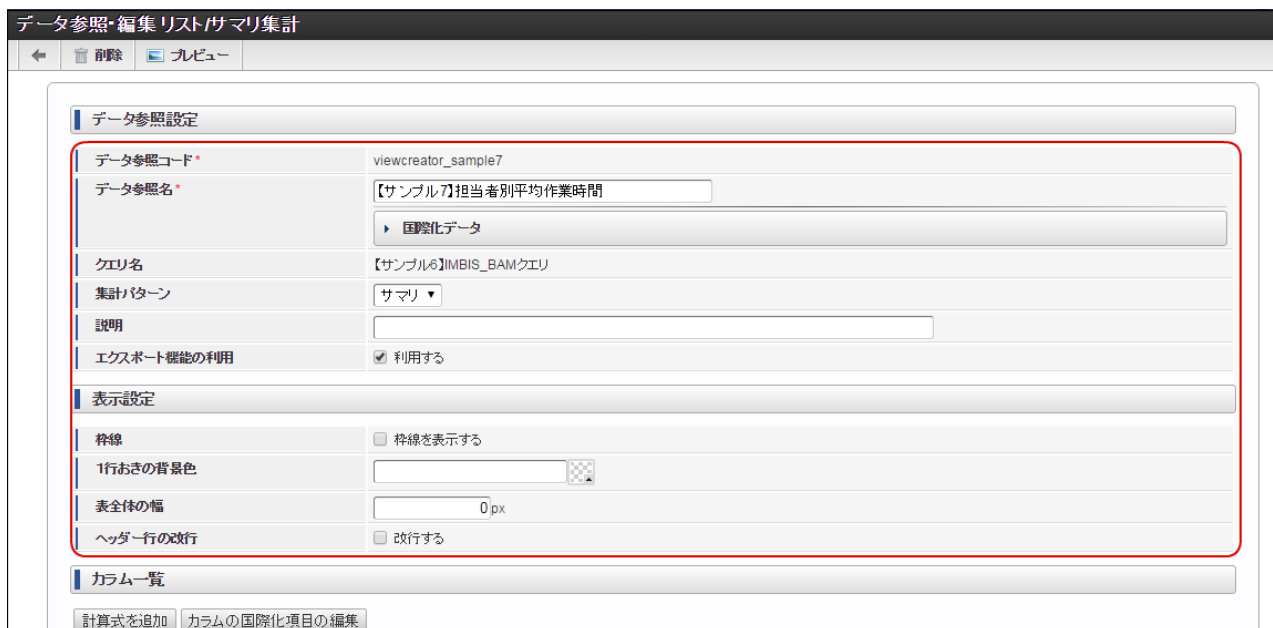 データ参照・編集 リスト/サマリ集計
削除 プレビュー
データ参照設定
データ参照コード* viewcreator_sample7
データ参照名* 【サンプル7】担当者別平均作業時間
国際化データ
クエリ名 【サンプル6】IMBIS_BAMクエリ
集計パターン サマリ
説明
エクスポート機能の利用 利用する
表示設定
枠線 枠線を表示する
1行おきの背景色
表全体の幅 0 px
ヘッダー行の改行 改行する
カラム一覧
計算式を追加 カラムの国際化項目の編集